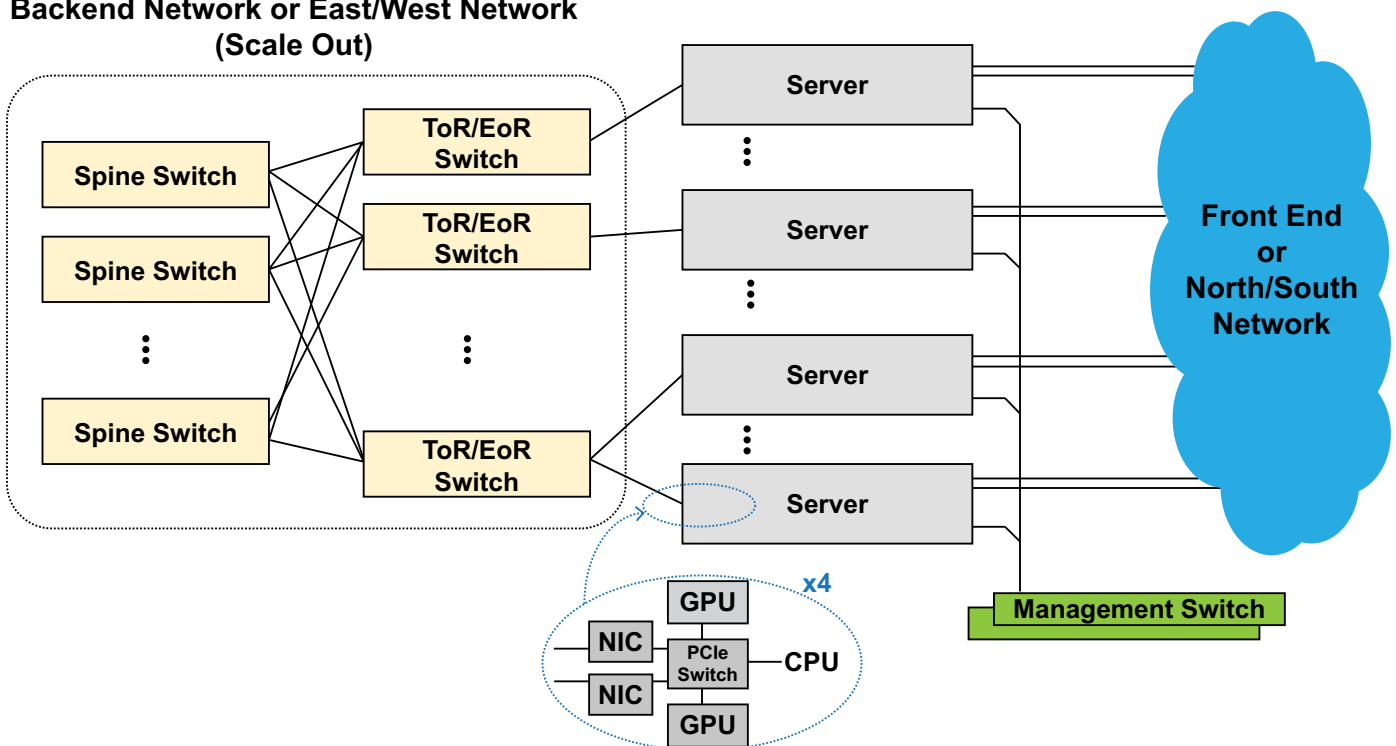 Backend Network or East/West Network
(Scale Out)
Spine Switch
Spine Switch
Spine Switch
ToR/EoR
Switch
ToR/EoR
Switch
ToR/EoR
Switch
Server
Server
Server
Server
Front End
or
North/South
Network
Management Switch
x4
GPU
NIC
NIC
PCIe
Switch
CPU
GPU